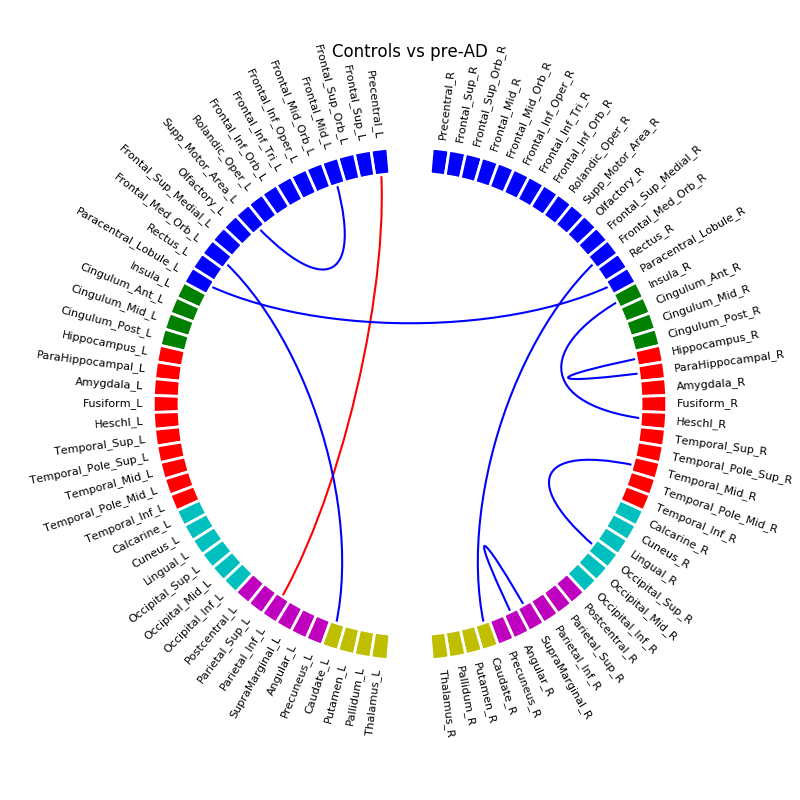 Controls vs pre-AD
Precentral_L
Frontal_Sup_L
Frontal_Sup_Orb_L
Frontal_Mid_L
Frontal_Mid_Orb_L
Frontal_Inf_Oper_L
Frontal_Inf_Tri_L
Frontal_Inf_Orb_L
Rolandic_Oper_L
Supp_Motor_Area_L
Olfactory_L
Frontal_Sup_Medial_L
Frontal_Med_Orb_L
Rectus_L
Paracentral_Lobule_L
Insula_L
Cingulum_Ant_L
Cingulum_Mid_L
Cingulum_Post_L
Hippocampus_L
ParaHippocampal_L
Amygdala_L
Fusiform_L
Heschl_L
Temporal_Sup_L
Temporal_Pole_Sup_L
Temporal_Mid_L
Temporal_Pole_Mid_L
Temporal_Inf_L
Calcarine_L
Cuneus_L
Lingual_L
Occipital_Sup_L
Occipital_Mid_L
Occipital_Inf_L
Postcentral_L
Parietal_Sup_L
Parietal_Inf_L
SupraMarginal_L
Angular_L
Precuneus_L
Caudate_L
Putamen_L
Pallidum_L
Thalamus_L
Precentral_R
Frontal_Sup_R
Frontal_Sup_Orb_R
Frontal_Mid_R
Frontal_Mid_Orb_R
Frontal_Inf_Oper_R
Frontal_Inf_Tri_R
Frontal_Inf_Orb_R
Rolandic_Oper_R
Supp_Motor_Area_R
Olfactory_R
Frontal_Sup_Medial_R
Frontal_Med_Orb_R
Rectus_R
Paracentral_Lobule_R
Insula_R
Cingulum_Ant_R
Cingulum_Mid_R
Cingulum_Post_R
Hippocampus_R
ParaHippocampal_R
Amygdala_R
Fusiform_R
Heschl_R
Temporal_Sup_R
Temporal_Pole_Sup_R
Temporal_Mid_R
Temporal_Pole_Mid_R
Temporal_Inf_R
Calcarine_R
Cuneus_R
Lingual_R
Occipital_Sup_R
Occipital_Mid_R
Occipital_Inf_R
Postcentral_R
Parietal_Sup_R
Parietal_Inf_R
SupraMarginal_R
Angular_R
Precuneus_R
Caudate_R
Putamen_R
Pallidum_R
Thalamus_R